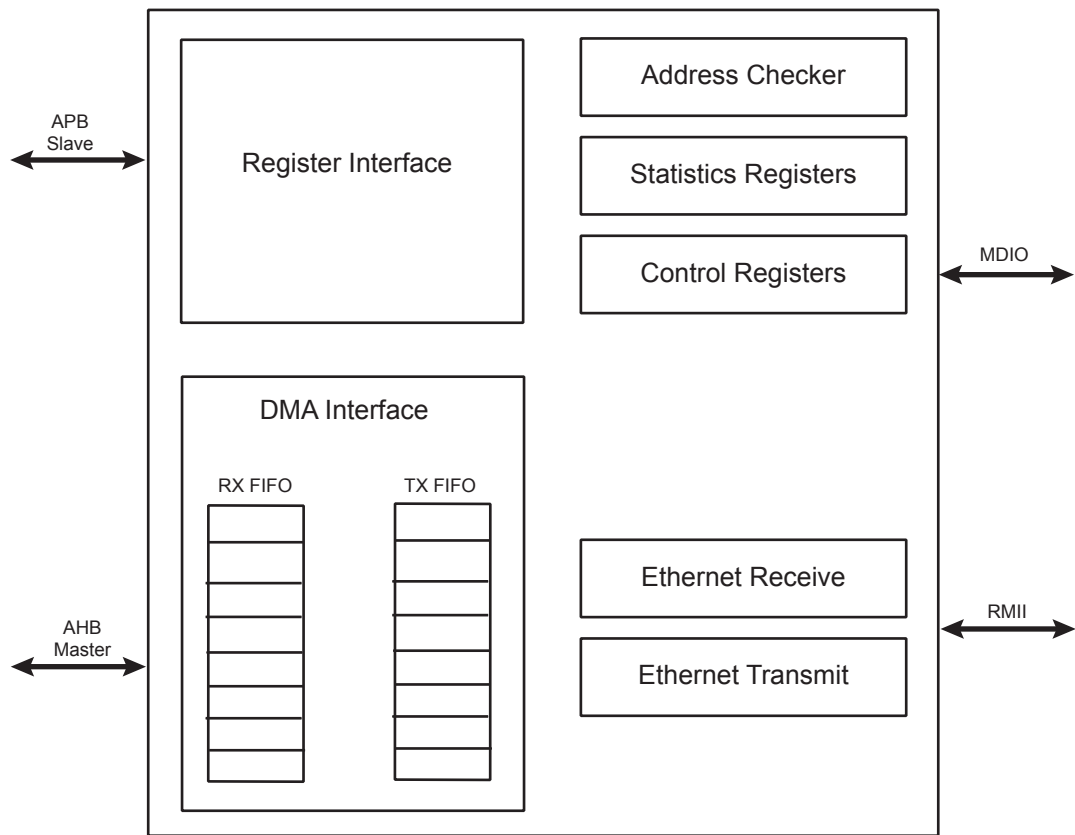 Address Checker
APB
Slave
Register Interface
Statistics Registers
Control Registers
MDIO
DMA Interface
RX FIFO
TX FIFO
Ethernet Receive
AHB
Master
RMII
Ethernet Transmit